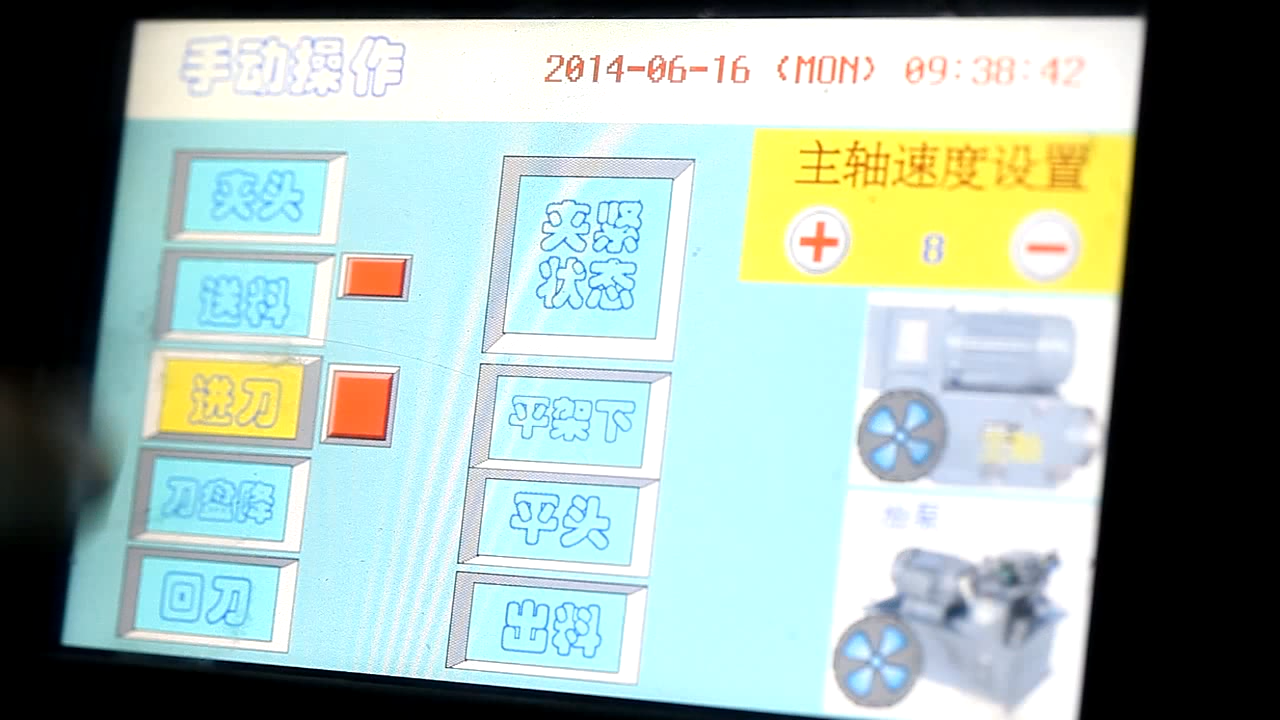 手动操作
2014-06-16 (MON) 09:38:42
主轴速度设置
8
夹头
送料
进刀
刀盘降
回刀
夹紧
状态
平架下
平头
出料